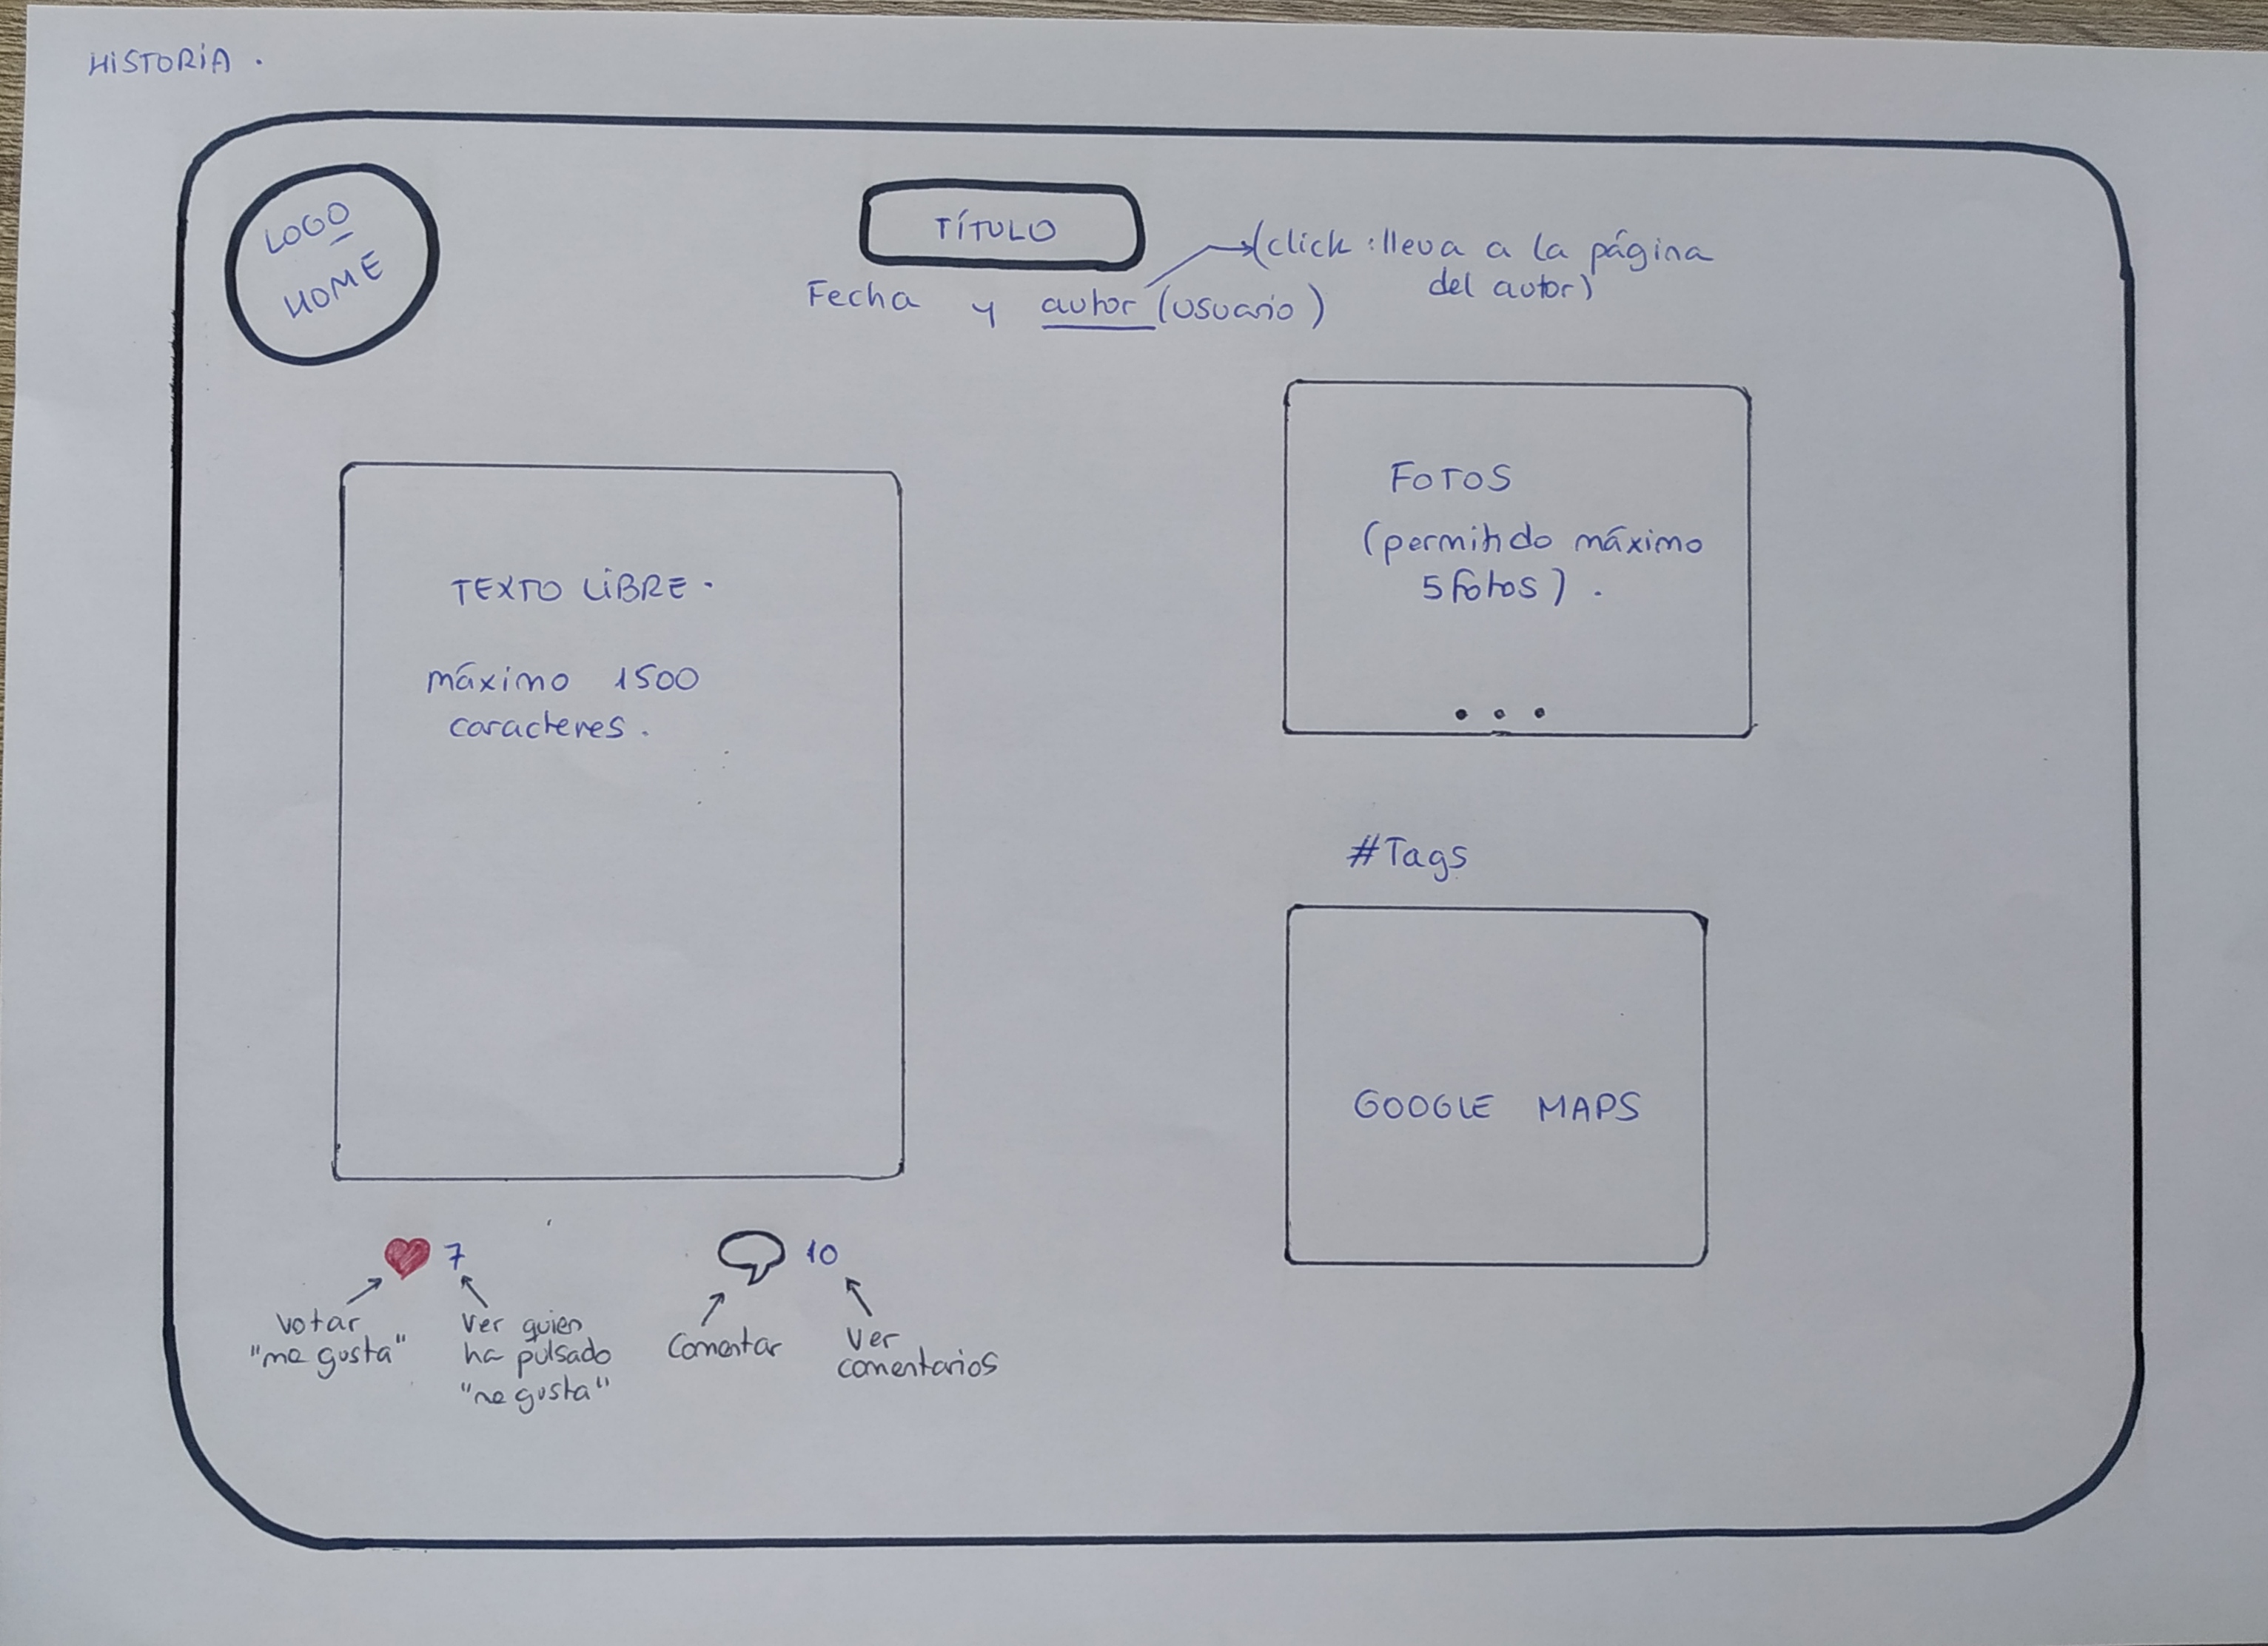 HISTORIA.
LOGO
HOME
TÍTULO
(click: lleva a la página
del autor)
Fecha y autor (usuario)
TEXTO LIBRE.
máximo 1500
caracteres.
FOTOS
(permitido máximo
5 fotos).
#Tags
GOOGLE MAPS
7
10
votar
"me gusta"
Ver quien
ha pulsado
"me gusta"
Comentar
Ver
comentarios